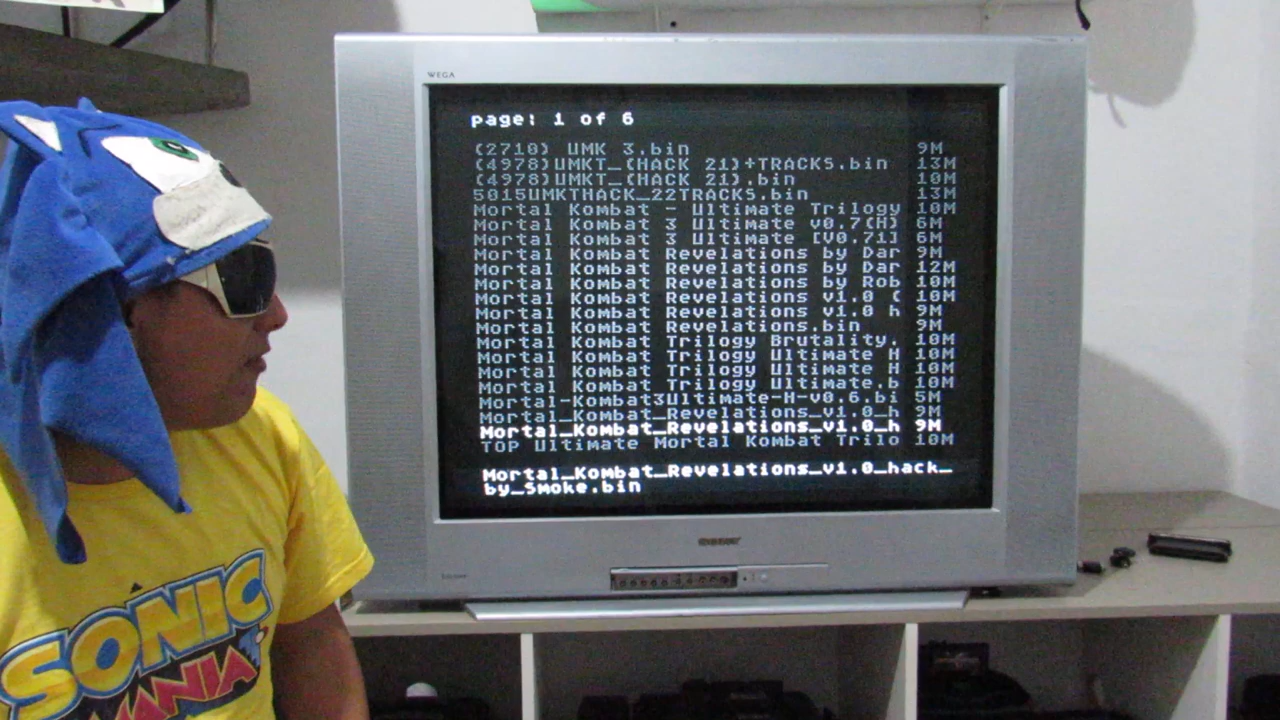 WEGA
page: 1 of 6
(2710) UMK 3.bin 9M
(4978)UMKT_(HACK 21)+TRACKS.bin 13M
(4978)UMKT_(HACK 21).bin 10M
5015UMKTHACK_22TRACKS.bin 13M
Mortal Kombat - Ultimate Trilogy 10M
Mortal Kombat 3 Ultimate v0.7(H) 6M
Mortal Kombat 3 Ultimate [V0.71] 6M
Mortal Kombat Revelations by Dar 9M
Mortal Kombat Revelations by Dar 12M
Mortal Kombat Revelations by Rob 10M
Mortal Kombat Revelations v1.0 ( 10M
Mortal Kombat Revelations v1.0 h 9M
Mortal Kombat Revelations.bin 9M
Mortal Kombat Trilogy Brutality. 10M
Mortal Kombat Trilogy Ultimate H 10M
Mortal Kombat Trilogy Ultimate H 10M
Mortal Kombat Trilogy Ultimate.b 10M
Mortal-Kombat3Ultimate-H-v0.6.bi 5M
Mortal_Kombat_Revelations_v1.0_h 9M
Mortal_Kombat_Revelations_v1.0_h 9M
TOP Ultimate Mortal Kombat Trilo 10M
Mortal_Kombat_Revelations_v1.0_hack_
by_Smoke.bin
SONY
SONIC
MANIA